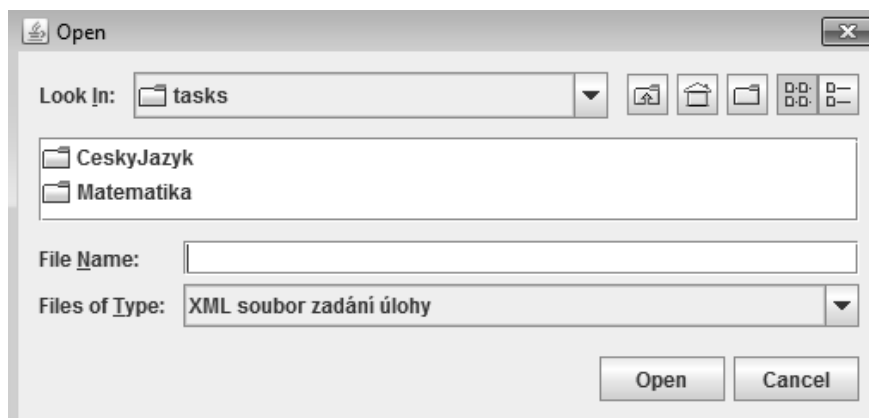 Open
Look In: tasks
CeskyJazyk
Matematika
File Name:
Files of Type: XML soubor zadání úlohy
Open Cancel